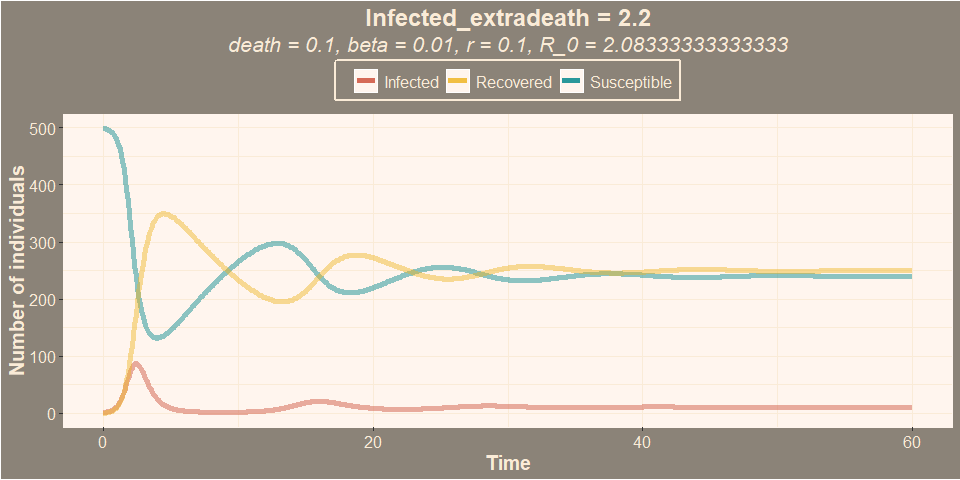 Infected_extradeath = 2.2
death = 0.1, beta = 0.01, r = 0.1, R_0 = 2.08333333333333
Infected Recovered Susceptible
Number of individuals
500
400
300
200
100
0
0 20 40 60
Time